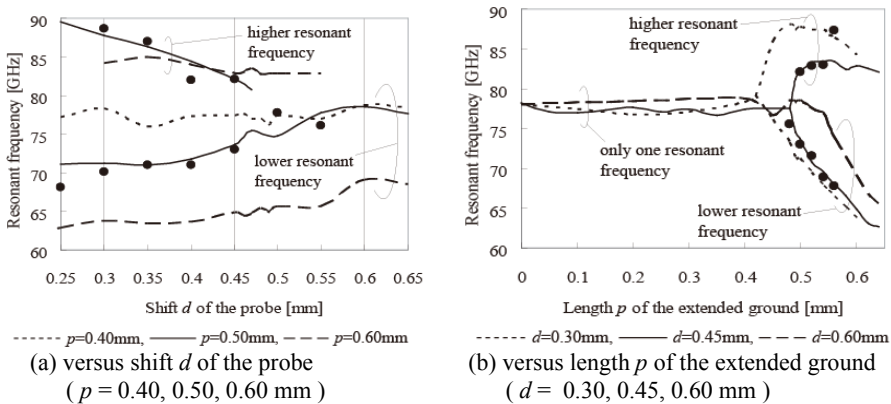 90
85
80
75
70
65
60
Resonant frequency [GHz]
higher resonant
frequency
lower resonant
frequency
0.25 0.3 0.35 0.4 0.45 0.5 0.55 0.6 0.65
Shift d of the probe [mm]
p=0.40mm, p=0.50mm p=0.60mm
(a) versus shift d of the probe
( p = 0.40, 0.50, 0.60 mm )
90
85
80
75
70
65
60
Resonant frequency [GHz]
higher resonant
frequency
only one resonant
frequency
lower resonant
frequency
0 0.1 0.2 0.3 0.4 0.5 0.6
Length p of the extended ground [mm]
d=0.30mm, d=0.45mm, d=0.60mm
(b) versus length p of the extended ground
( d = 0.30, 0.45, 0.60 mm )